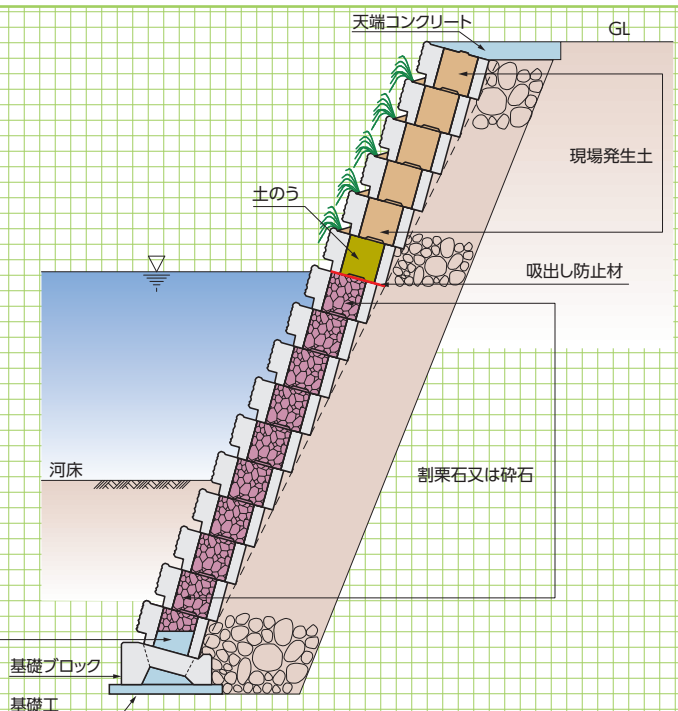 天端コンクリート
GL
現場発生土
土のう
吸出し防止材
河床
割栗石又は砕石
基礎ブロック
基礎工